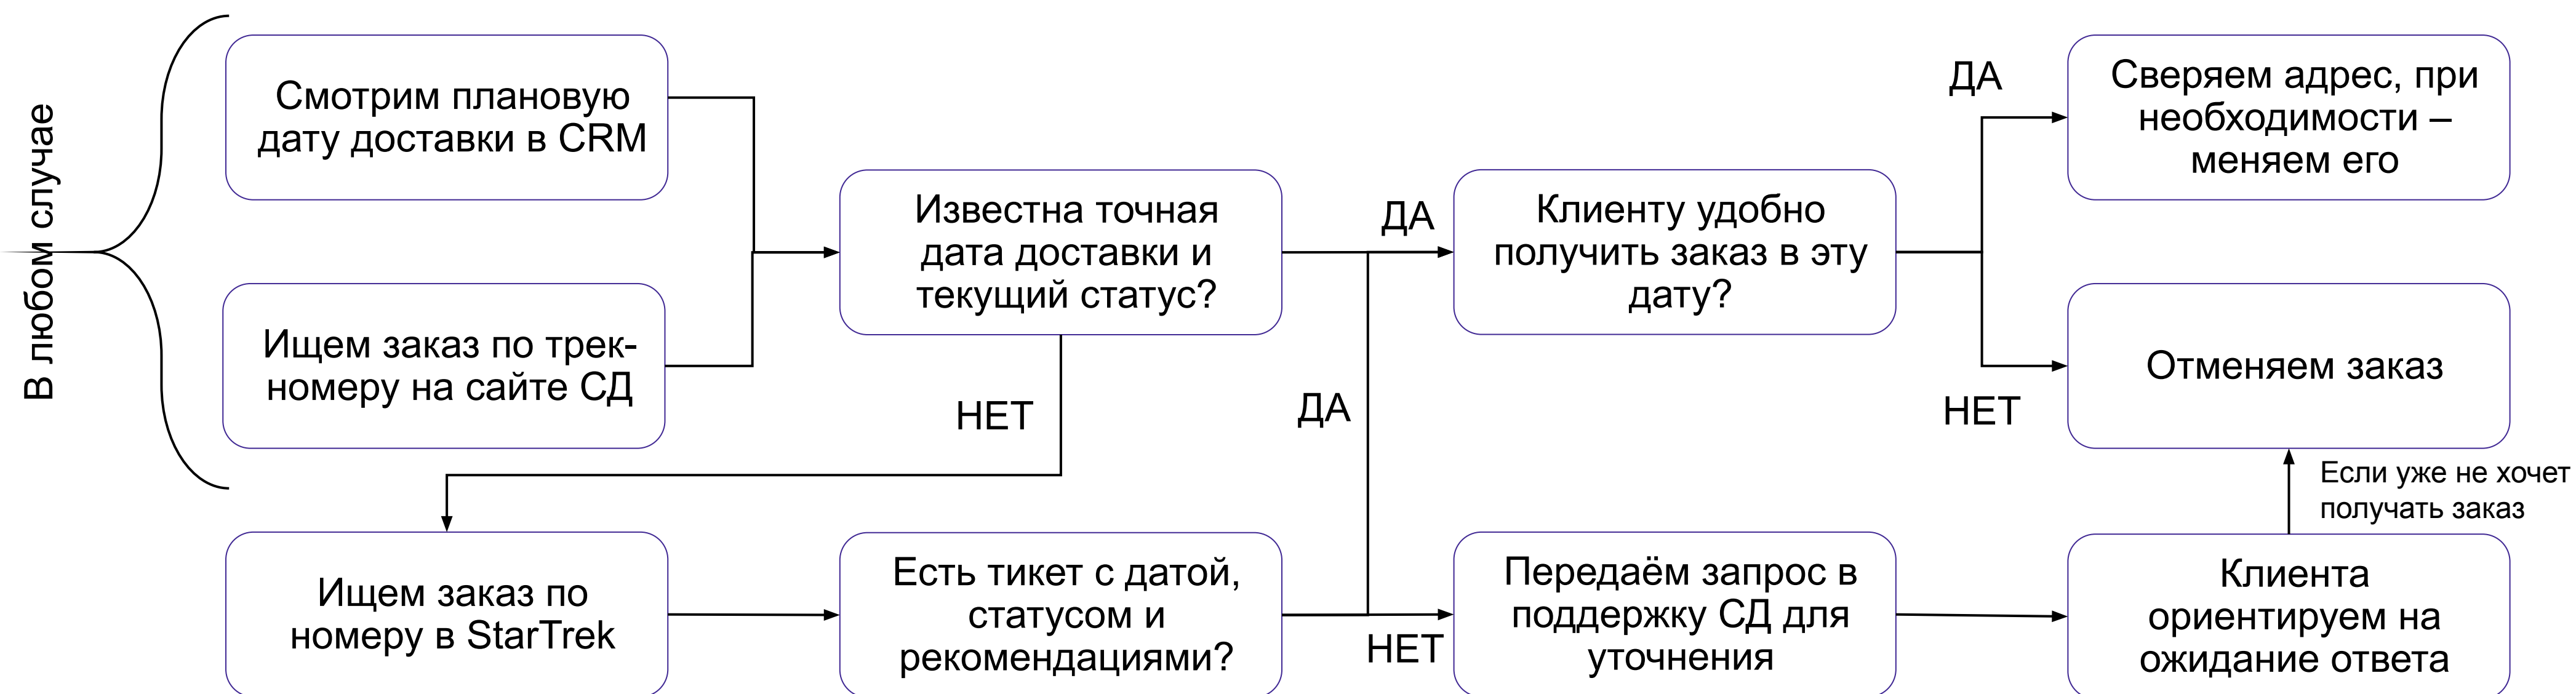 В любом случае
Смотрим плановую
дату доставки в CRM
Ищем заказ по трек-
номеру на сайте СД
Известна точная
дата доставки и
текущий статус?
ДА
НЕТ
Клиенту удобно
получить заказ в эту
дату?
ДА
Сверяем адрес, при
необходимости –
меняем его
НЕТ
Отменяем заказ
Ищем заказ по
номеру в StarTrek
Есть тикет с датой,
статусом и
рекомендациями?
ДА
НЕТ
Передаём запрос в
поддержку СД для
уточнения
Клиента
ориентируем на
ожидание ответа
Если уже не хочет
получать заказ